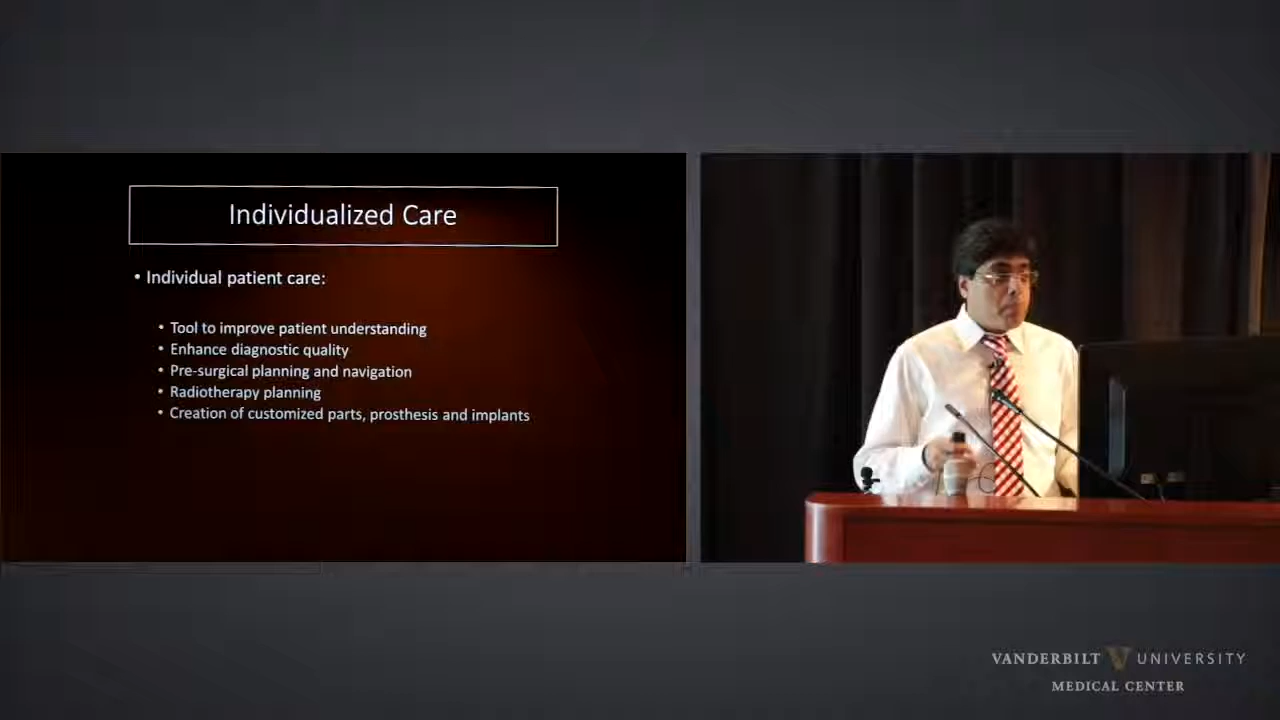 Individualized Care
• Individual patient care:
• Tool to improve patient understanding
• Enhance diagnostic quality
• Pre-surgical planning and navigation
• Radiotherapy planning
• Creation of customized parts, prosthesis and implants
VANDERBILT V UNIVERSITY
MEDICAL CENTER